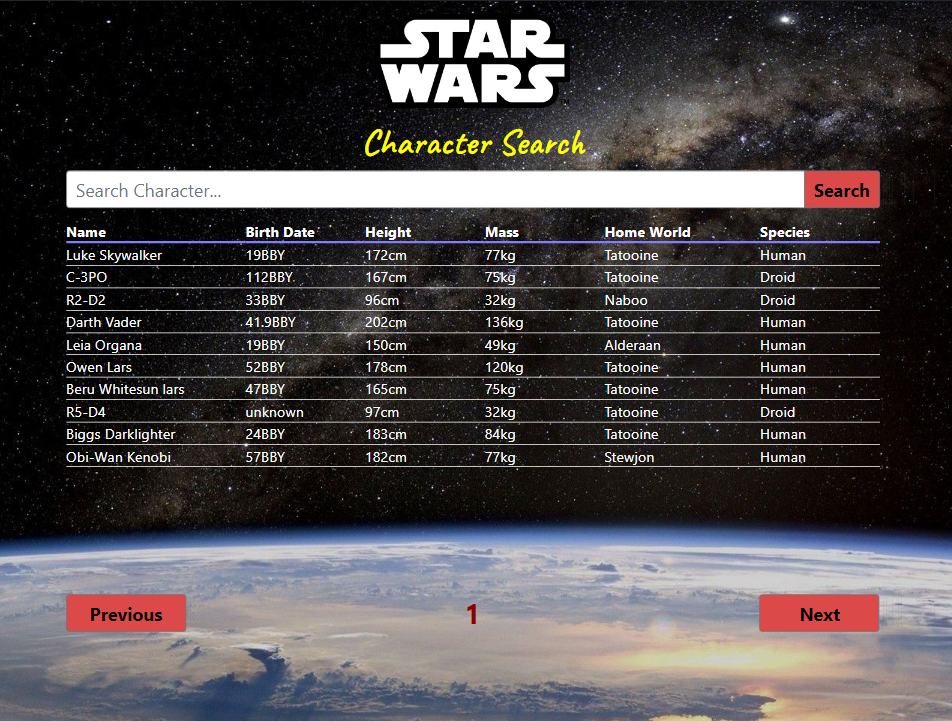 STAR
WARS
Character Search
Search Character... Search
Name Birth Date Height Mass Home World Species
Luke Skywalker 19BBY 172cm 77kg Tatooine Human
C-3PO 112BBY 167cm 75kg Tatooine Droid
R2-D2 33BBY 96cm 32kg Naboo Droid
Darth Vader 41.9BBY 202cm 136kg Tatooine Human
Leia Organa 19BBY 150cm 49kg Alderaan Human
Owen Lars 52BBY 178cm 120kg Tatooine Human
Beru Whitesun lars 47BBY 165cm 75kg Tatooine Human
R5-D4 unknown 97cm 32kg Tatooine Droid
Biggs Darklighter 24BBY 183cm 84kg Tatooine Human
Obi-Wan Kenobi 57BBY 182cm 77kg Stewjon Human
Previous 1 Next